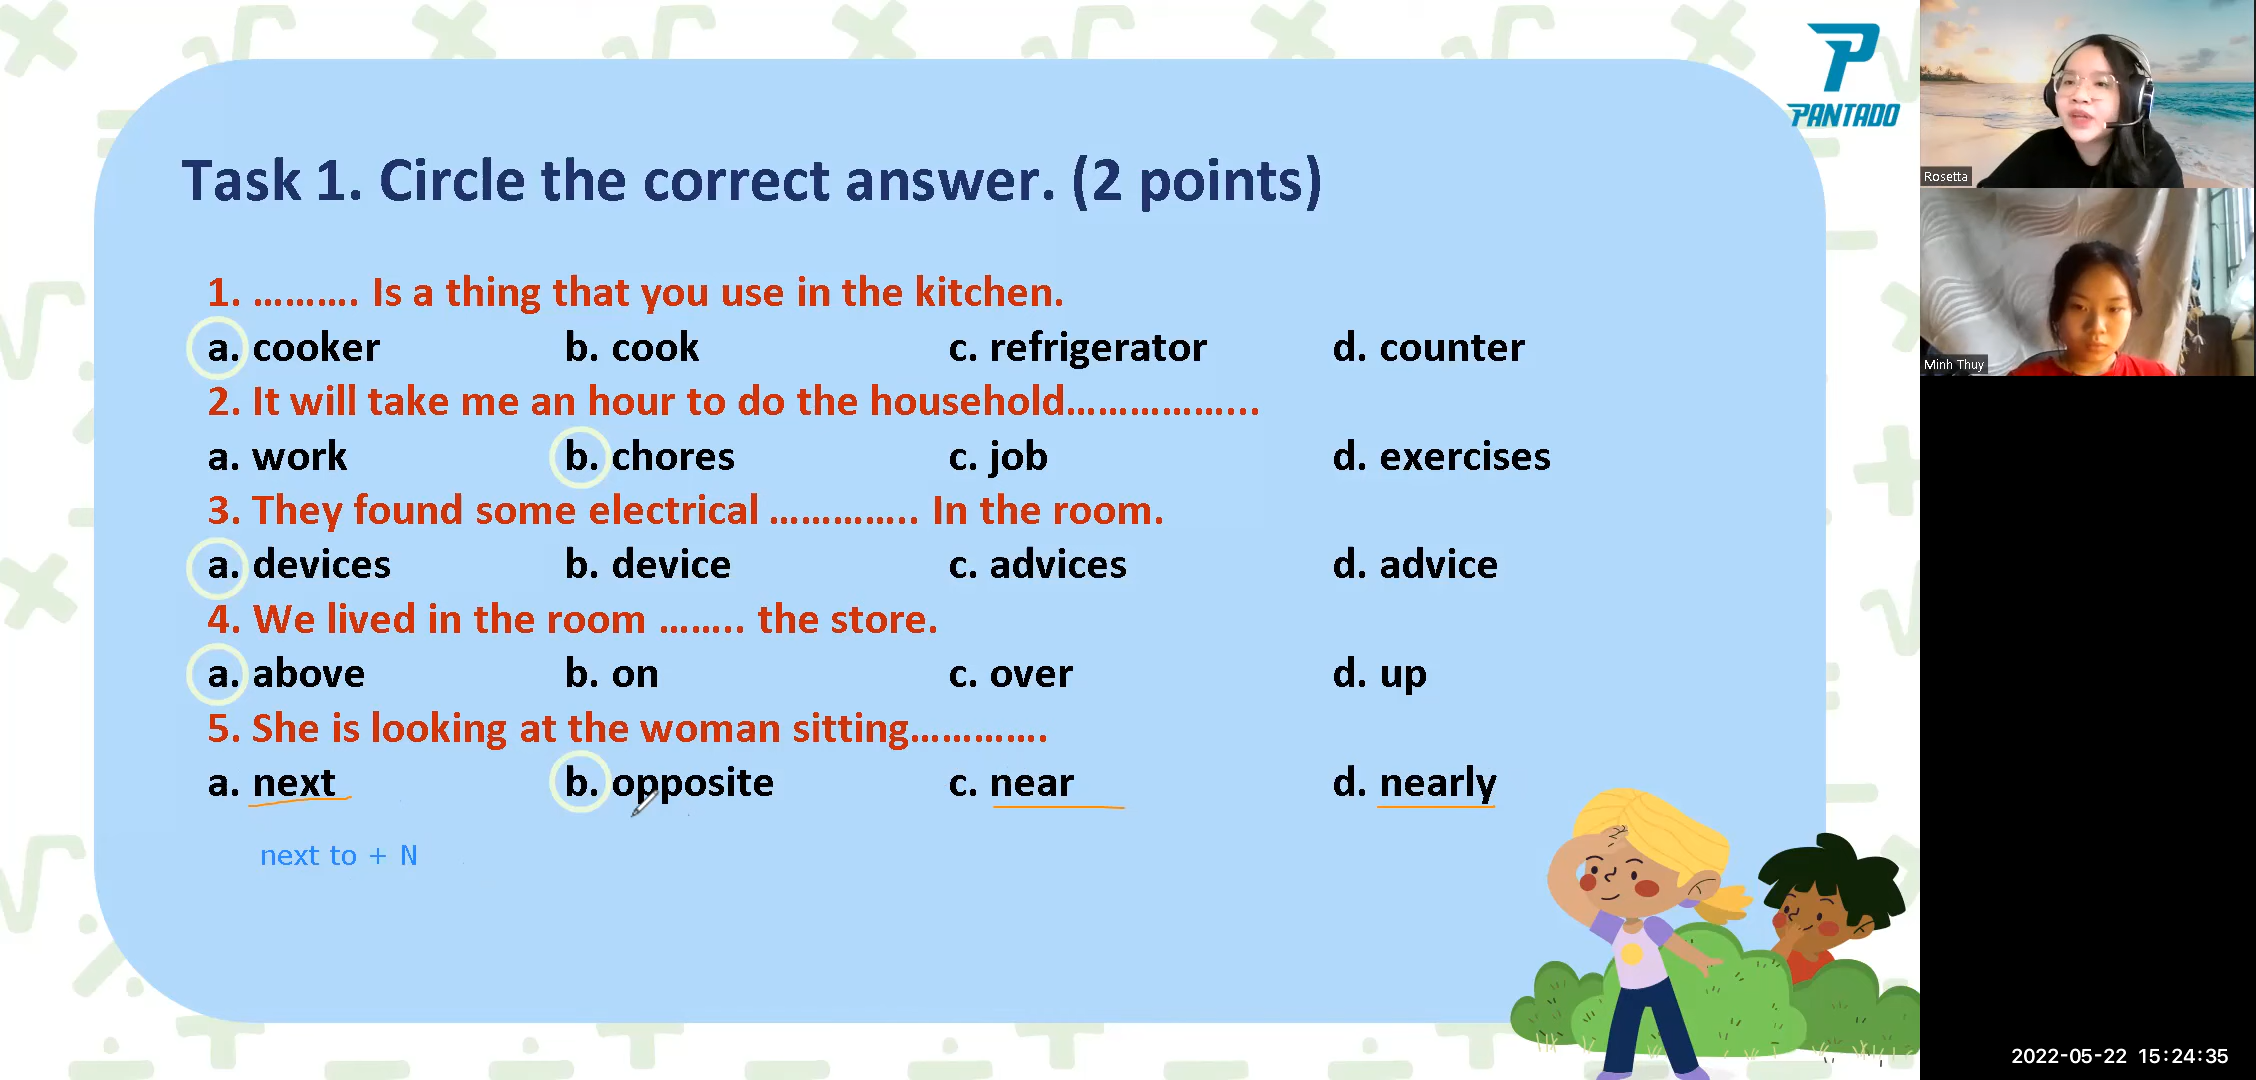 PANTADO
Task 1. Circle the correct answer. (2 points)
1. .......... Is a thing that you use in the kitchen.
a. cooker b. cook c. refrigerator d. counter
2. It will take me an hour to do the household..................
a. work b. chores c. job d. exercises
3. They found some electrical .............. In the room.
a. devices b. device c. advices d. advice
4. We lived in the room ........ the store.
a. above b. on c. over d. up
5. She is looking at the woman sitting.............
a. next b. opposite c. near d. nearly
next to + N
Rosetta
Minh Thuy
2022-05-22 15:24:35